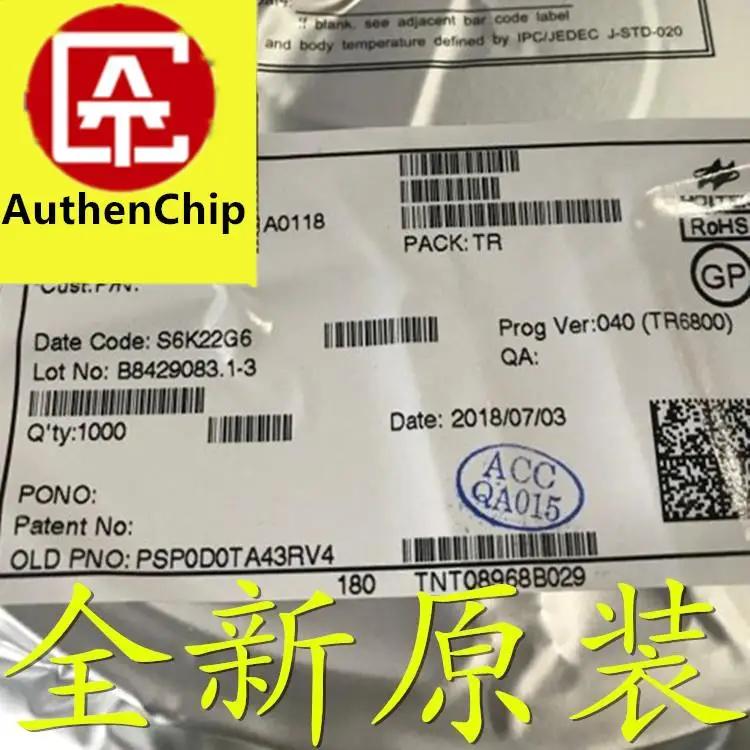 if blank, see adjacent bar code label
and body temperature defined by IPC/JEDEC J-STD-020
AuthenChip
A0118
PACK:TR
RoHS
GP
Cust.P/N:
Date Code: S6K22G6
Prog Ver:040 (TR6800)
Lot No: B8429083.1-3
QA:
Q'ty:1000
Date: 2018/07/03
ACC
QA015
PONO:
Patent No:
OLD PNO: PSP0D0TA43RV4
180 TNT08968B029
全新原装